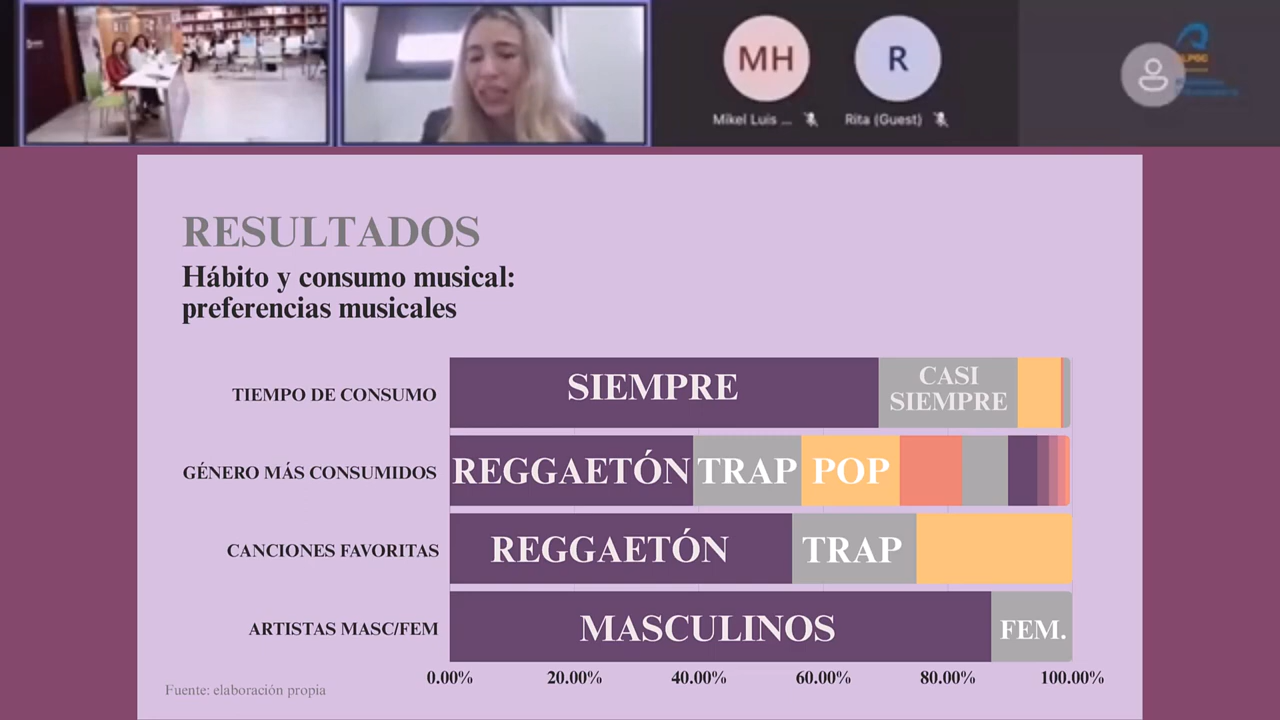 MH
R
Mikel Luis ...
Rita (Guest)
RESULTADOS
Hábito y consumo musical:
preferencias musicales
TIEMPO DE CONSUMO
SIEMPRE
CASI
SIEMPRE
GÉNERO MÁS CONSUMIDOS
REGGAETÓN
TRAP
POP
CANCIONES FAVORITAS
REGGAETÓN
TRAP
ARTISTAS MASC/FEM
MASCULINOS
FEM.
0.00%
20.00%
40.00%
60.00%
80.00%
100.00%
Fuente: elaboración propia